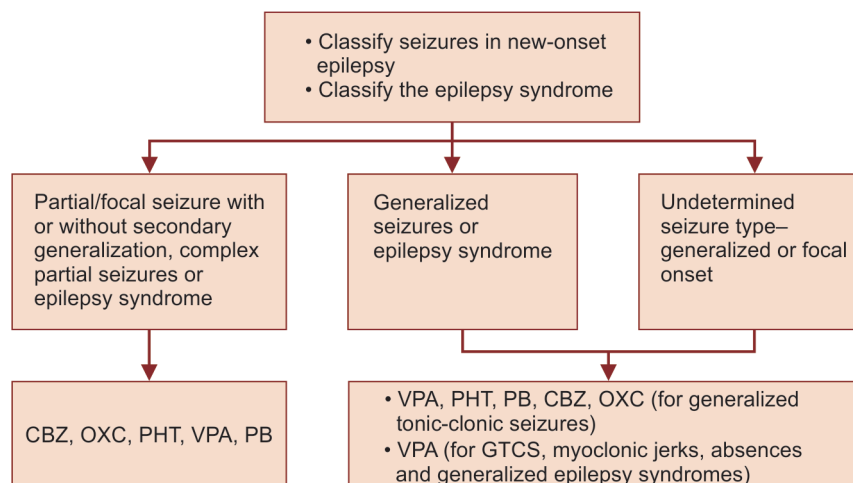 • Classify seizures in new-onset
epilepsy
• Classify the epilepsy syndrome
Partial/focal seizure with
or without secondary
generalization, complex
partial seizures or
epilepsy syndrome
Generalized
seizures or
epilepsy syndrome
Undetermined
seizure type–
generalized or focal
onset
CBZ, OXC, PHT, VPA, PB
• VPA, PHT, PB, CBZ, OXC (for generalized
tonic-clonic seizures)
• VPA (for GTCS, myoclonic jerks, absences
and generalized epilepsy syndromes)